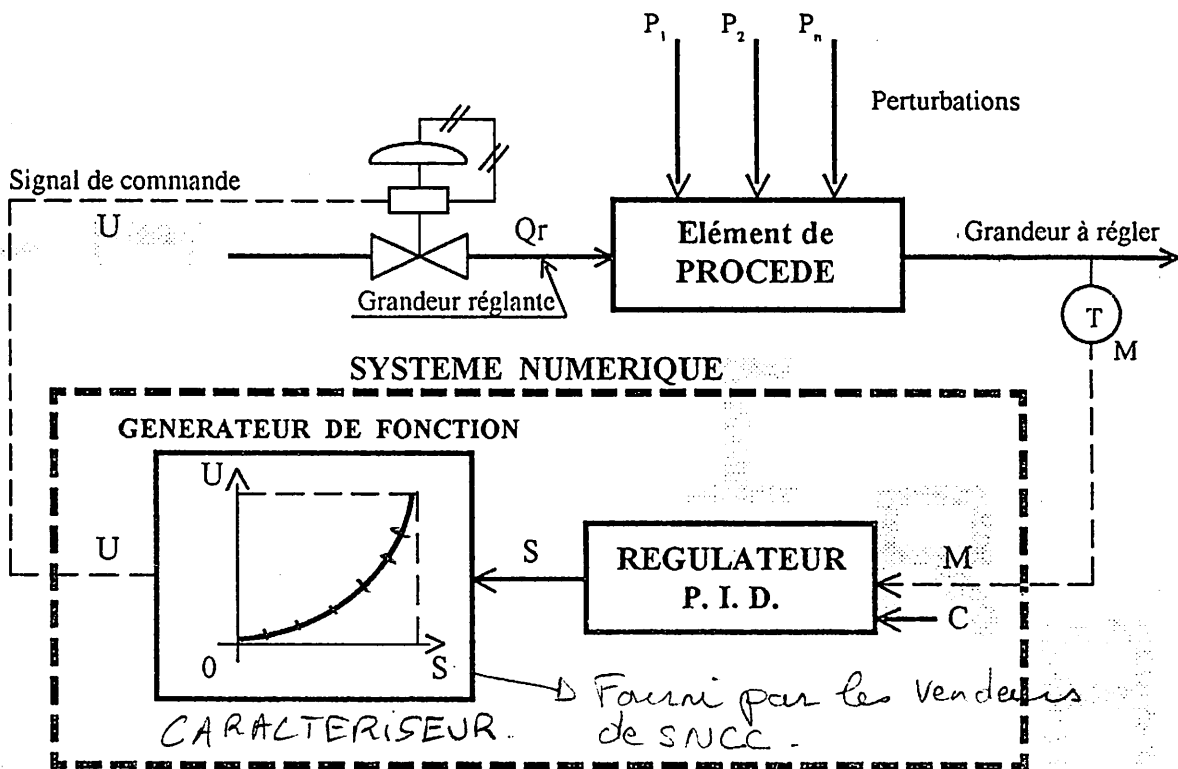 P₁ P₂ Pₙ
Perturbations
Signal de commande
U
Qr
Elément de
PROCEDE
Grandeur à régler
Grandeur réglante
T
M
SYSTEME NUMERIQUE
GENERATEUR DE FONCTION
U
U
S
REGULATEUR
P. I. D.
M
C
0
S
CARACTERISEUR.
Fourni par les vendeurs
de SNCC.